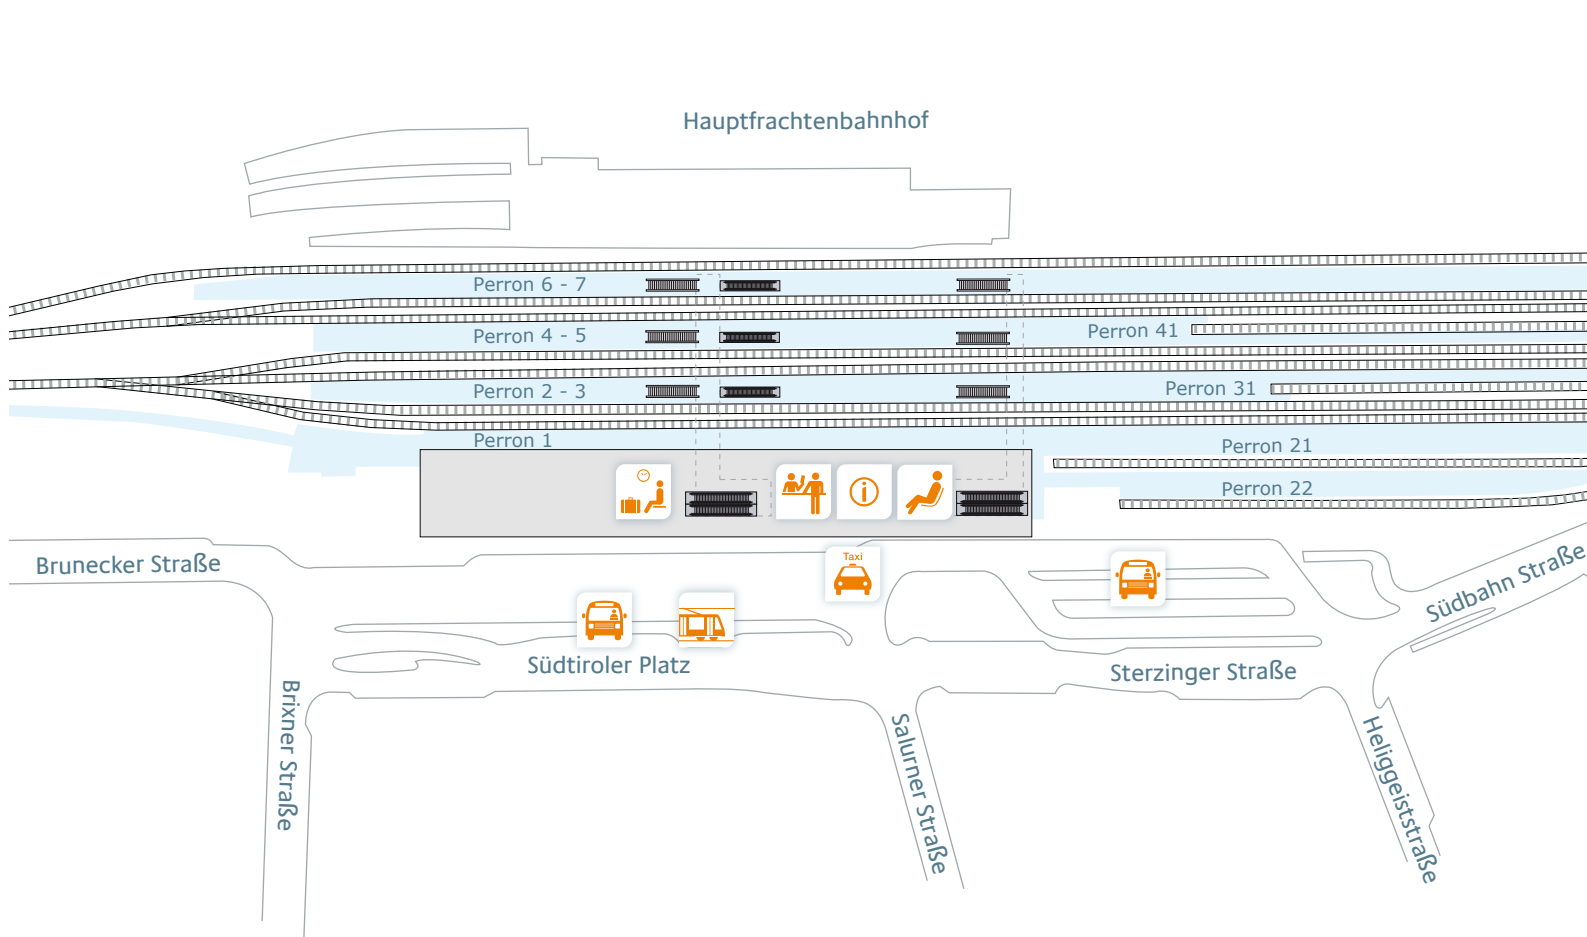 Hauptfrachtenbahnhof
Perron 6 - 7
Perron 4 - 5
Perron 41
Perron 2 - 3
Perron 31
Perron 1
Perron 21
Perron 22
Brunecker Straße
Taxi
Südbahn Straße
Südtiroler Platz
Sterzinger Straße
Brixner Straße
Salurner Straße
Heliggeiststraße